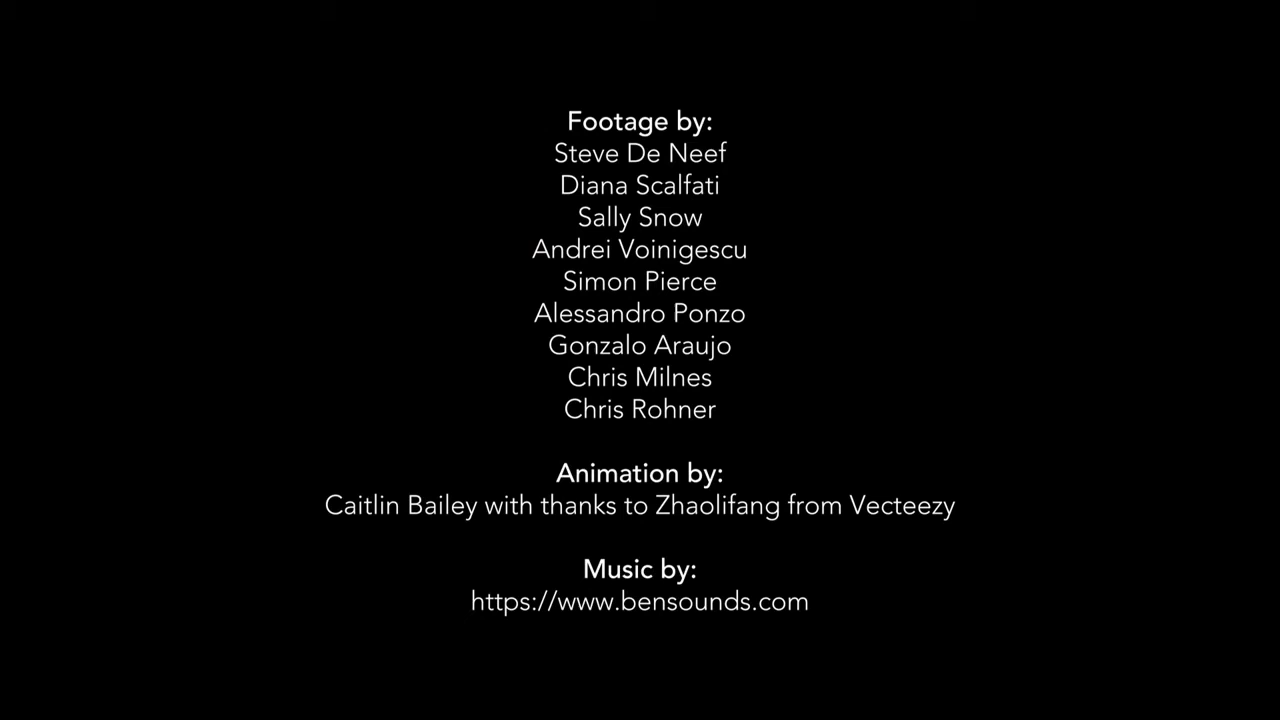 Footage by:
Steve De Neef
Diana Scalfati
Sally Snow
Andrei Voinigescu
Simon Pierce
Alessandro Ponzo
Gonzalo Araujo
Chris Milnes
Chris Rohner
Animation by:
Caitlin Bailey with thanks to Zhaolifang from Vecteezy
Music by:
https://www.bensounds.com